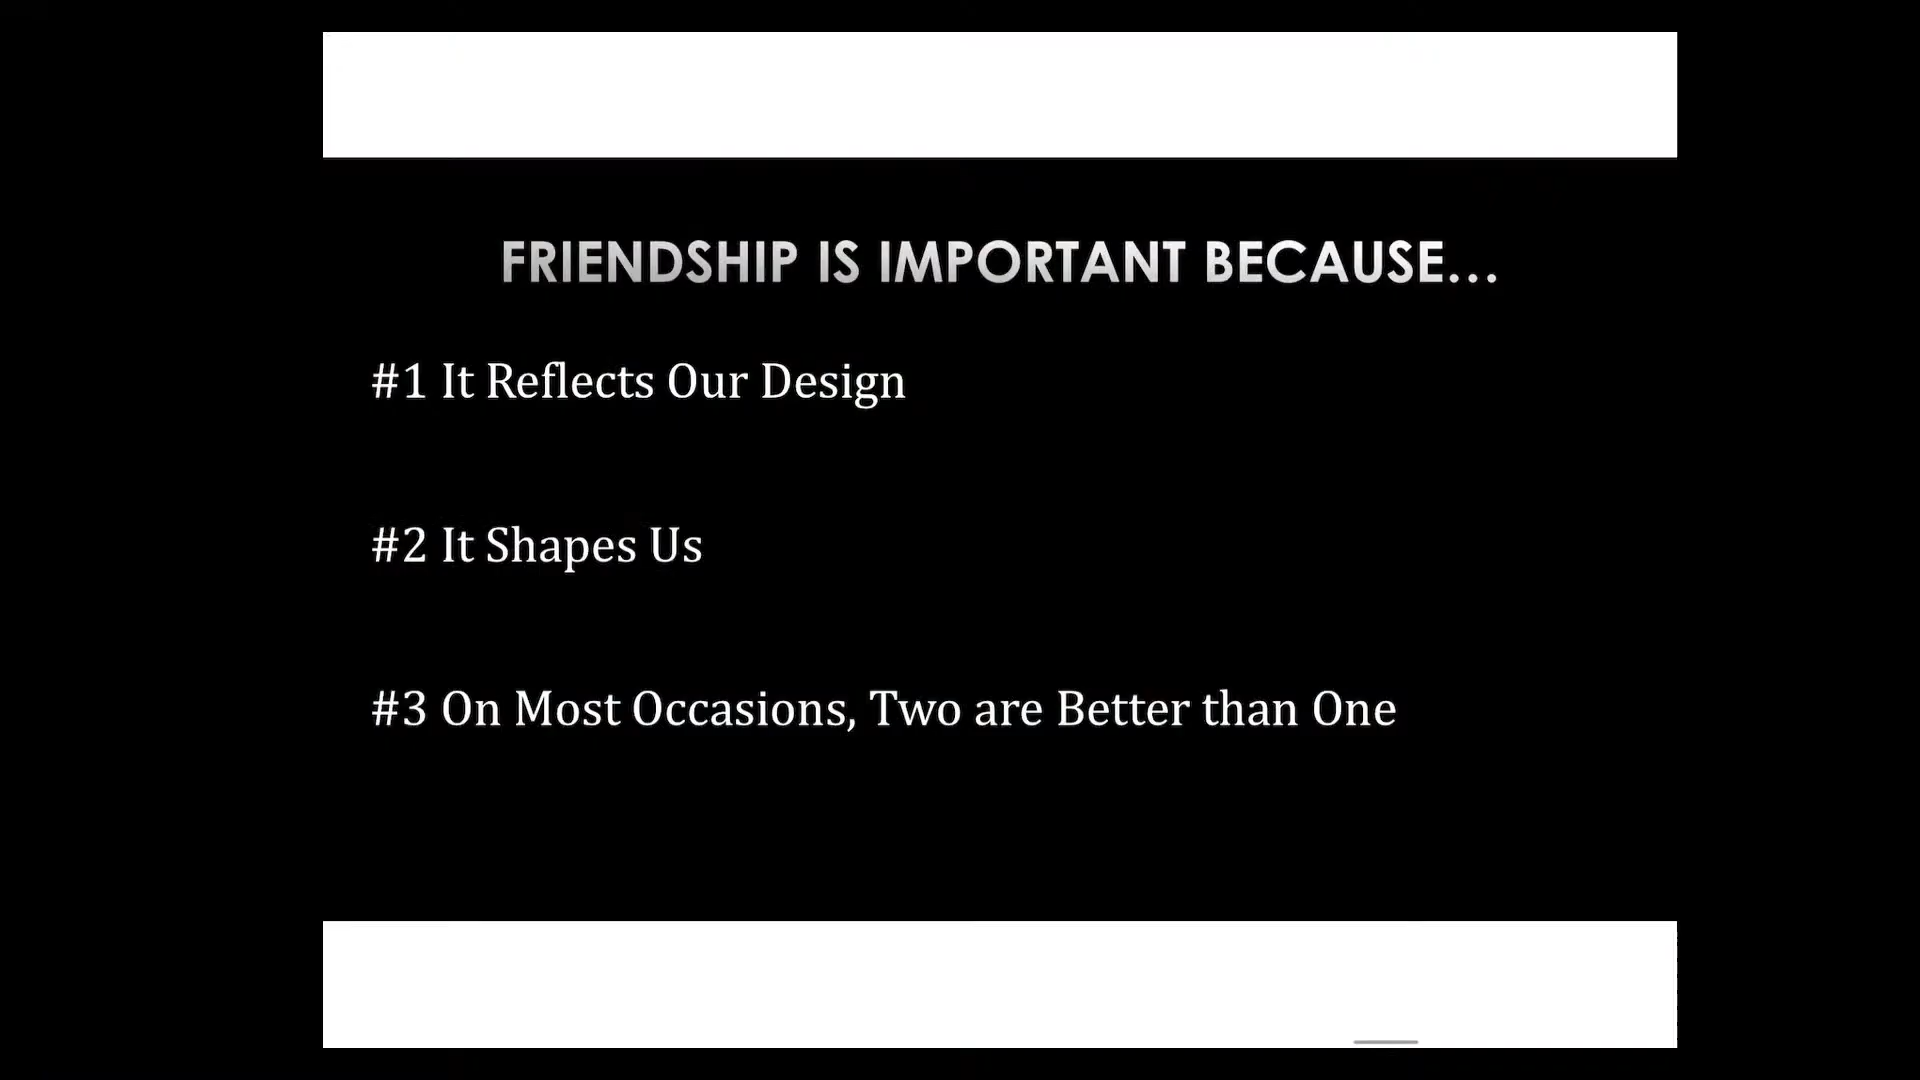 FRIENDSHIP IS IMPORTANT BECAUSE...
#1 It Reflects Our Design
#2 It Shapes Us
#3 On Most Occasions, Two are Better than One